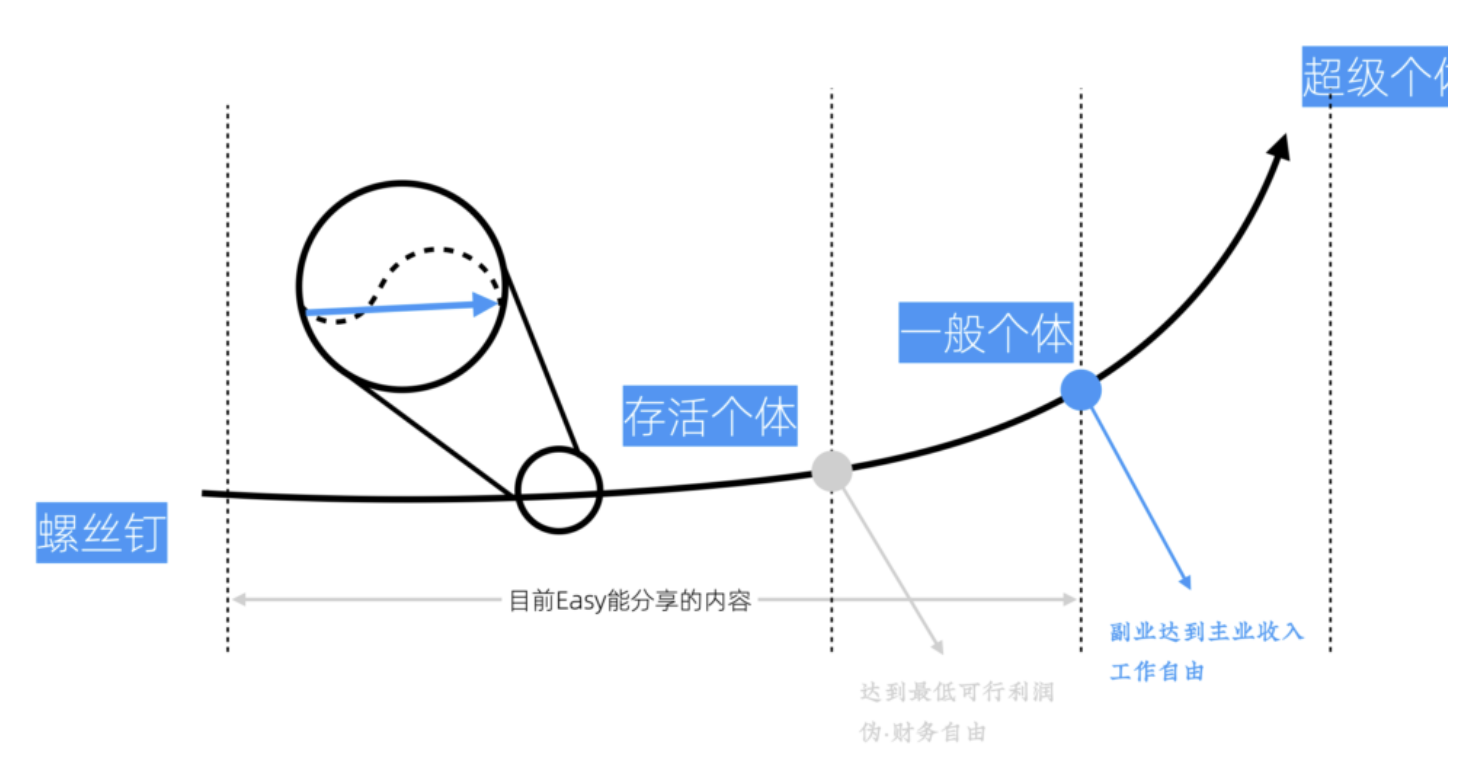 超级个
一般个体
存活个体
螺丝钉
目前Easy能分享的内容
副业达到主业收入
工作自由
达到最低可行利润
伪·财务自由